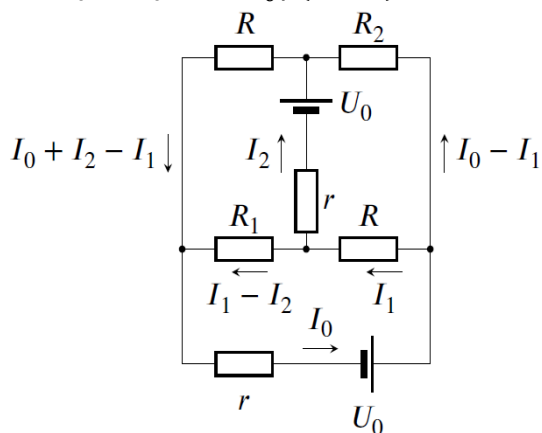 R R₂
U₀
I₀ + I₂ − I₁ I₂ I₀ − I₁
r
R₁ R
I₁ − I₂ I₁
I₀
r
U₀